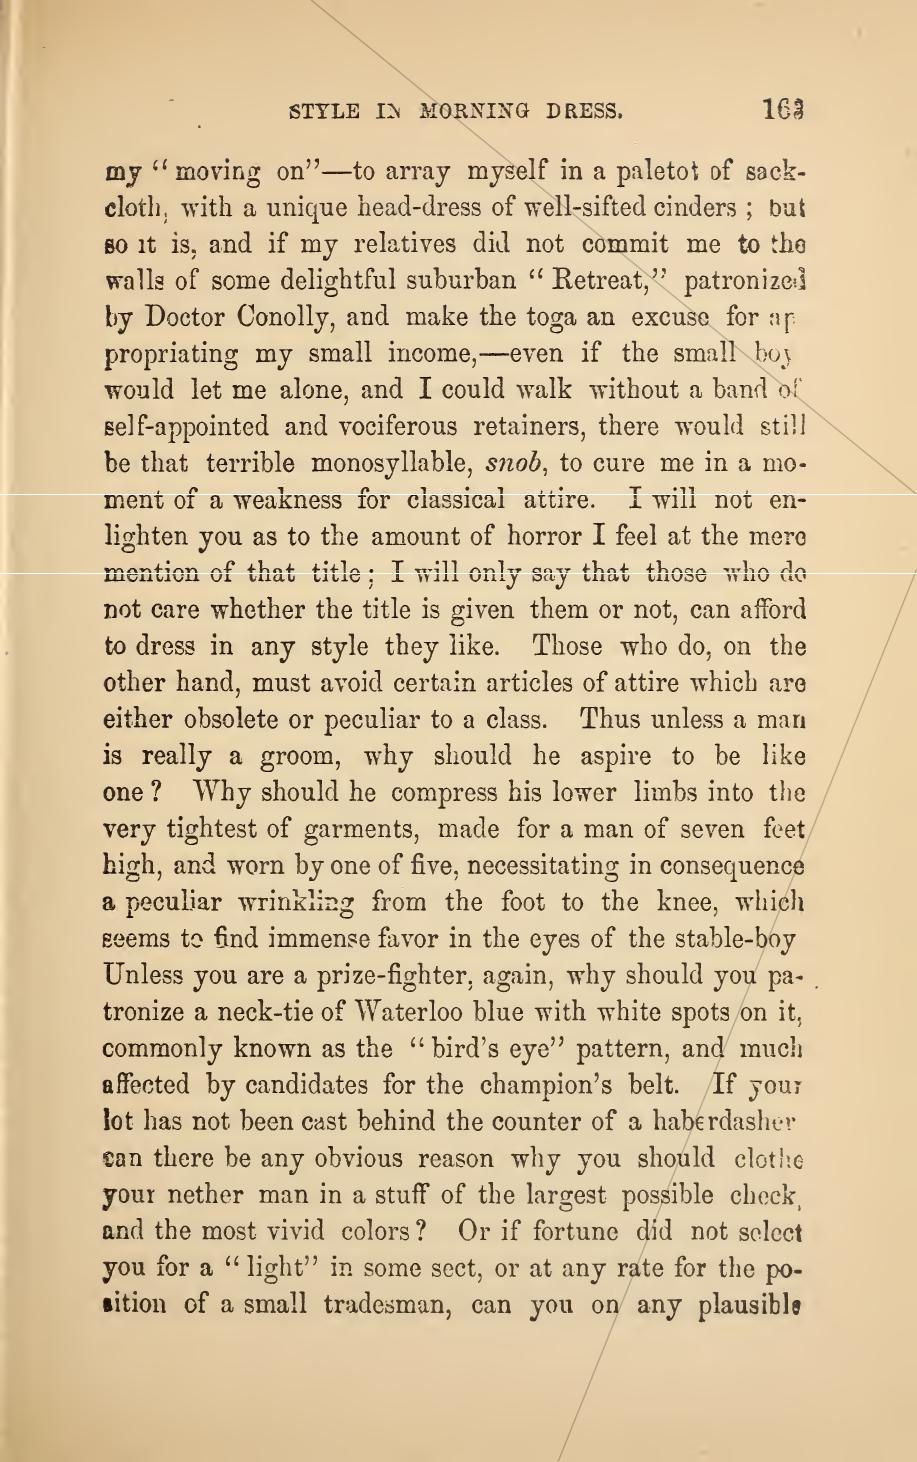 STYLE IN MORNING DRESS. 163
my “moving on”—to array myself in a paletot of sack-
cloth, with a unique head-dress of well-sifted cinders ; but
so it is, and if my relatives did not commit me to the
walls of some delightful suburban “Retreat,” patronized
by Doctor Conolly, and make the toga an excuse for ap
propriating my small income,—even if the small boy
would let me alone, and I could walk without a band of
self-appointed and vociferous retainers, there would still
be that terrible monosyllable, snob, to cure me in a mo-
ment of a weakness for classical attire. I will not en-
lighten you as to the amount of horror I feel at the mere
mention of that title ; I will only say that those who do
not care whether the title is given them or not, can afford
to dress in any style they like. Those who do, on the
other hand, must avoid certain articles of attire which are
either obsolete or peculiar to a class. Thus unless a man
is really a groom, why should he aspire to be like
one ? Why should he compress his lower limbs into the
very tightest of garments, made for a man of seven feet
high, and worn by one of five, necessitating in consequence
a peculiar wrinkling from the foot to the knee, which
seems to find immense favor in the eyes of the stable-boy
Unless you are a prize-fighter, again, why should you pa-
tronize a neck-tie of Waterloo blue with white spots on it,
commonly known as the “bird’s eye” pattern, and much
affected by candidates for the champion’s belt. If your
lot has not been cast behind the counter of a haberdasher
can there be any obvious reason why you should clothe
your nether man in a stuff of the largest possible check,
and the most vivid colors ? Or if fortune did not select
you for a “light” in some sect, or at any rate for the po-
sition of a small tradesman, can you on any plausible